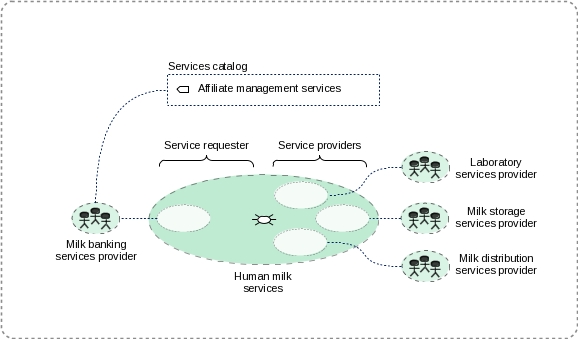 Services catalog
Affiliate management services
Service requester
Service providers
Laboratory
services provider
Milk storage
services provider
Milk banking
services provider
Milk distribution
services provider
Human milk
services